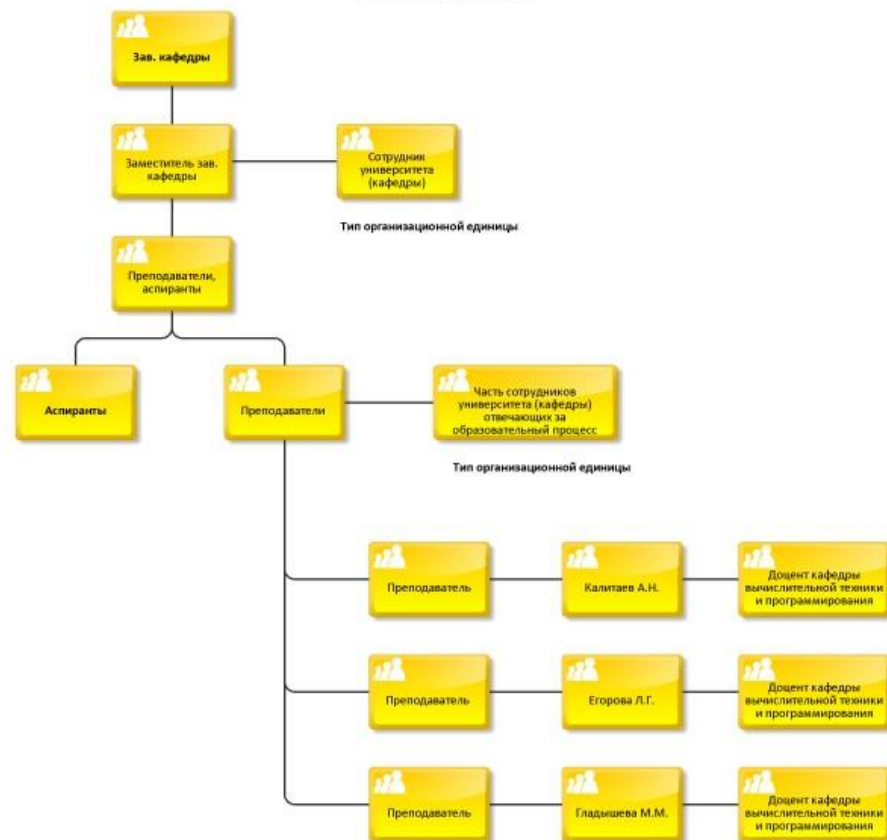 Зав. кафедры
Заместитель зав.
кафедры
Сотрудник
университета
(кафедры)
Тип организационной единицы
Преподаватели,
аспиранты
Аспиранты
Преподаватели
Часть сотрудников
университета (кафедры)
отвечающих за
образовательный процесс
Тип организационной единицы
Преподаватель
Калитаев А.Н.
Доцент кафедры
вычислительной техники
и программирования
Преподаватель
Егорова Л.Г.
Доцент кафедры
вычислительной техники
и программирования
Преподаватель
Гладышева М.М.
Доцент кафедры
вычислительной техники
и программирования